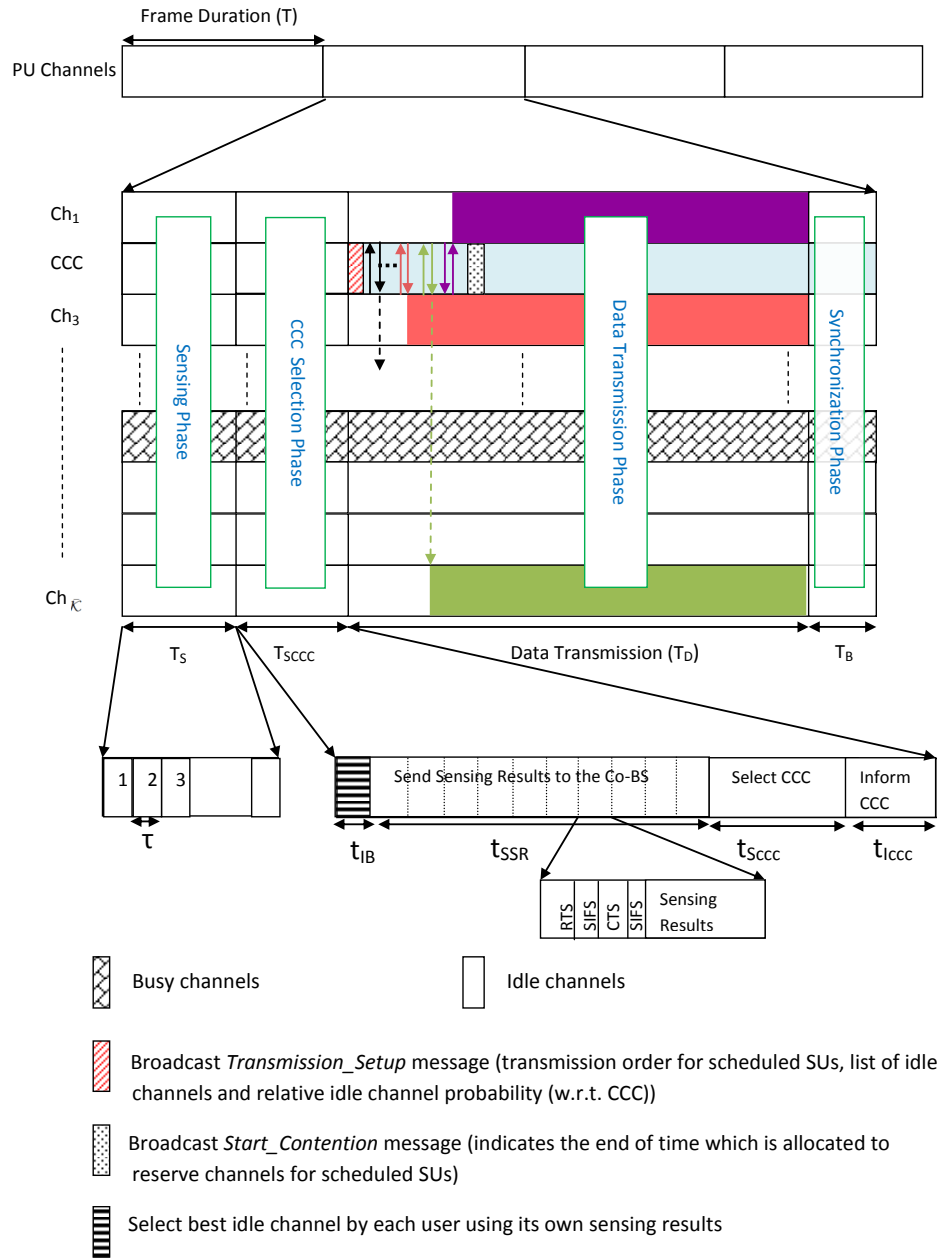 Frame Duration (T)
PU Channels
Ch1
CCC
Ch3
Sensing Phase
CCC Selection Phase
Data Transmission Phase
Synchronization Phase
Ch 𝒦̂
TS
TSCCC
Data Transmission (TD)
TB
1 2 3
τ
Send Sensing Results to the Co-BS
Select CCC
Inform
CCC
tIB
tSSR
tSccc
tIccc
RTS
SIFS
CTS
SIFS
Sensing
Results
Busy channels
Idle channels
Broadcast Transmission_Setup message (transmission order for scheduled SUs, list of idle
channels and relative idle channel probability (w.r.t. CCC))
Broadcast Start_Contention message (indicates the end of time which is allocated to
reserve channels for scheduled SUs)
Select best idle channel by each user using its own sensing results